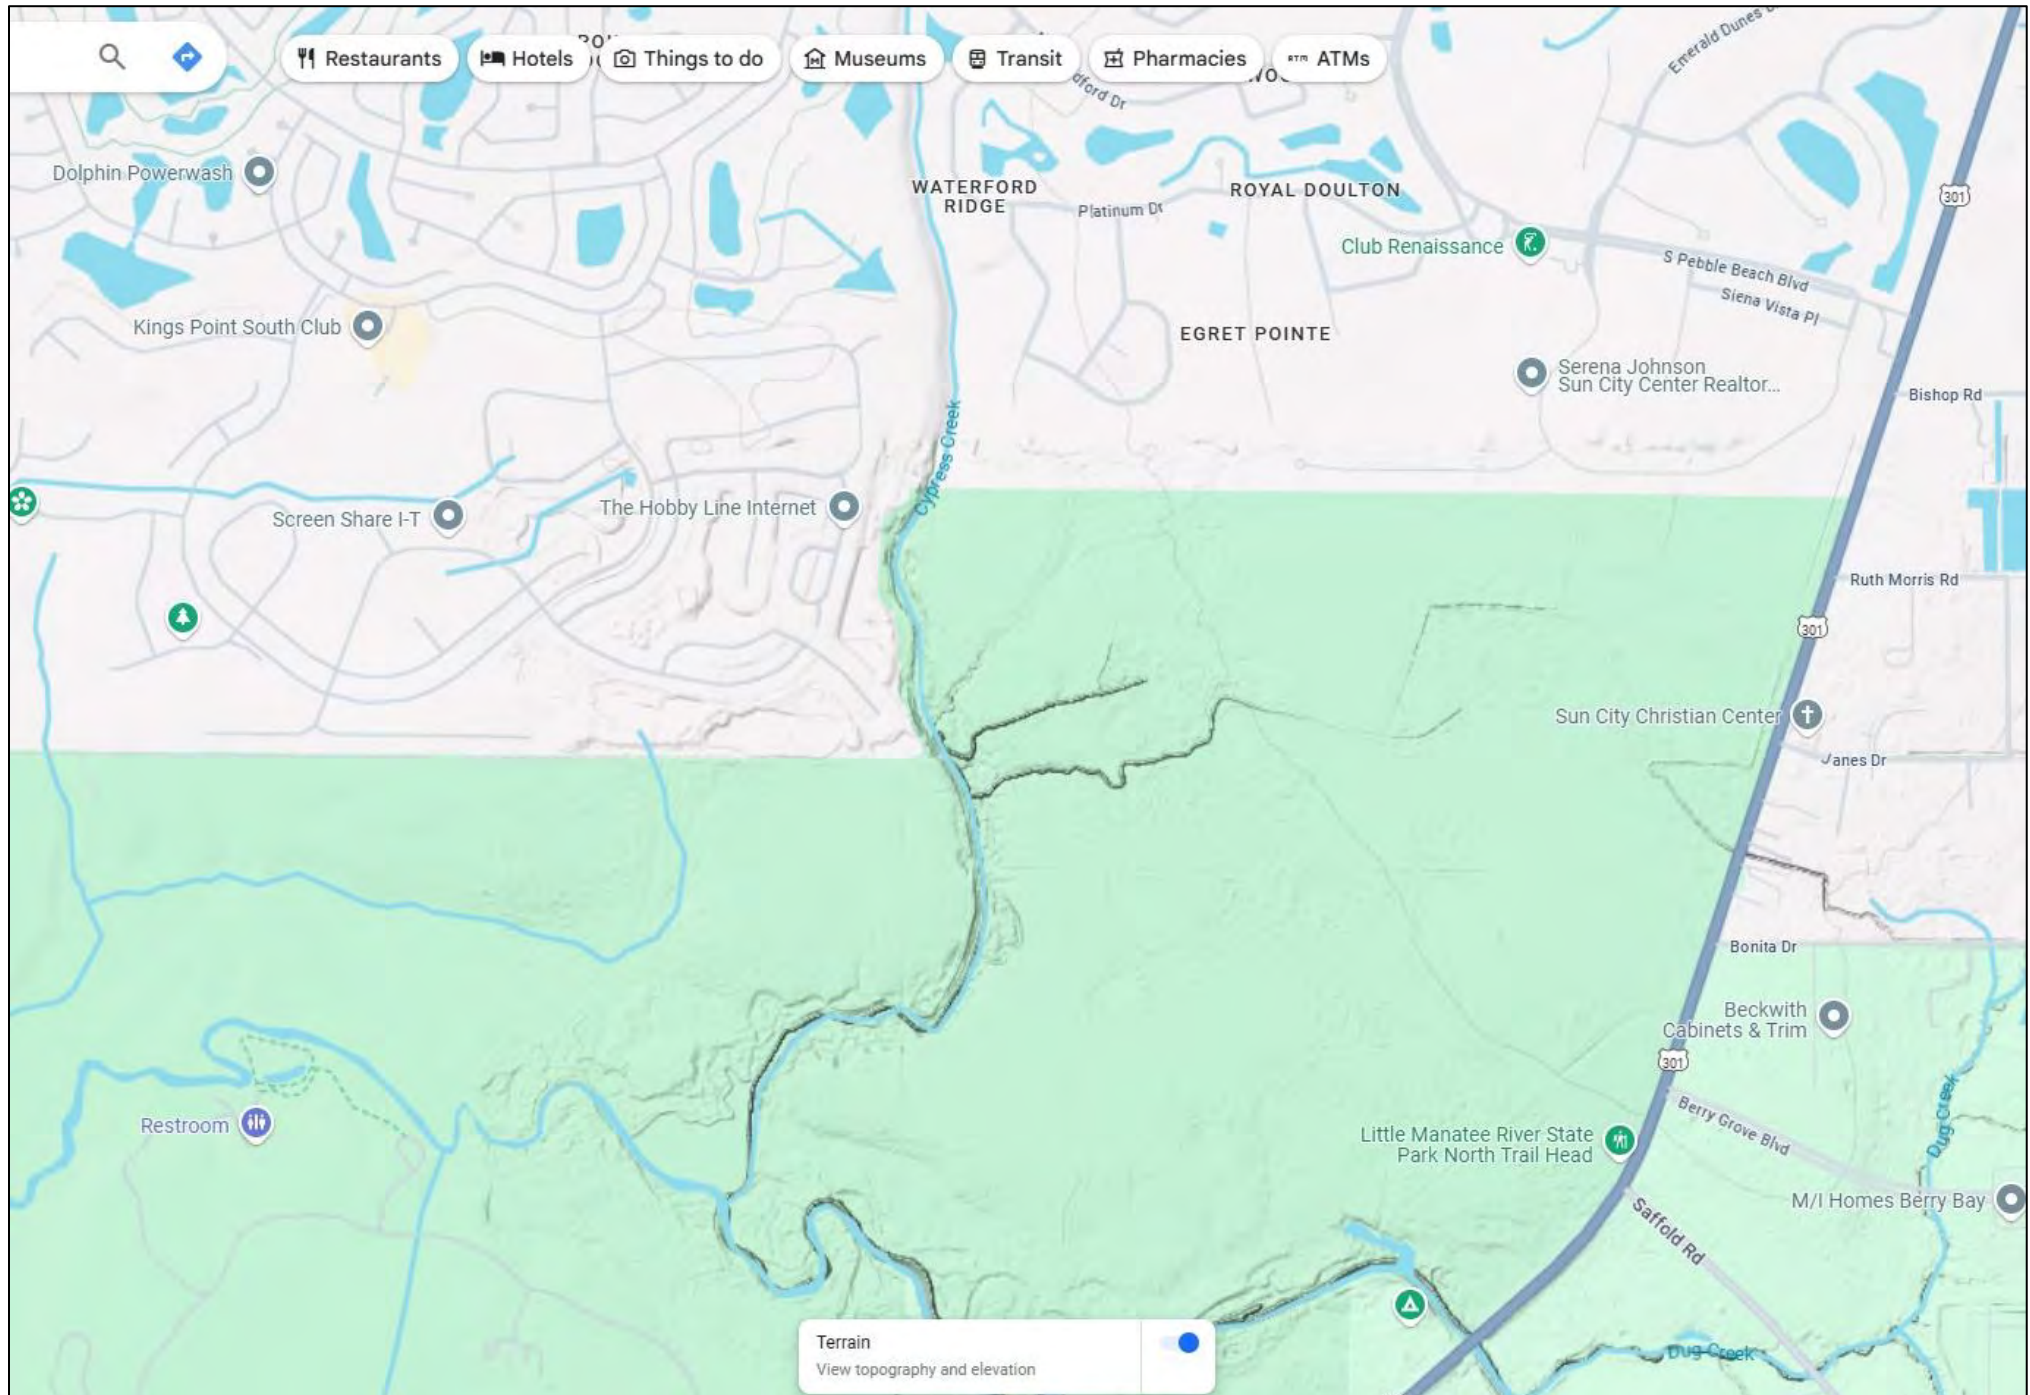 Restaurants
Hotels
Things to do
Museums
Transit
Pharmacies
ATMs
Emerald Dunes
dford Dr
Dolphin Powerwash
WATERFORD
RIDGE
Platinum Dr
ROYAL DOULTON
301
Club Renaissance
S Pebble Beach Blvd
Siena Vista Pl
Kings Point South Club
EGRET POINTE
Serena Johnson
Sun City Center Realtor...
Bishop Rd
Cypress Creek
Screen Share I-T
The Hobby Line Internet
Ruth Morris Rd
301
Sun City Christian Center
Janes Dr
Bonita Dr
Beckwith
Cabinets & Trim
301
Restroom
Little Manatee River State
Park North Trail Head
Berry Grove Blvd
Dug Creek
M/I Homes Berry Bay
Saffold Rd
Dug Creek
Terrain
View topography and elevation